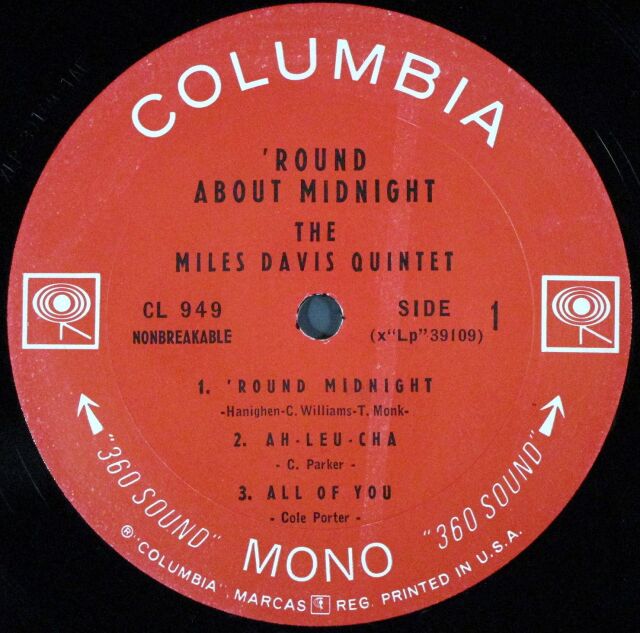 COLUMBIA
'ROUND
ABOUT MIDNIGHT
THE
MILES DAVIS QUINTET
CL 949
NONBREAKABLE
SIDE 1
(x"Lp"39109)
1. 'ROUND MIDNIGHT
-Hanighen-C. Williams-T. Monk-
2. AH-LEU-CHA
- C. Parker -
3. ALL OF YOU
- Cole Porter -
"360 SOUND"
MONO
"360 SOUND"
® "COLUMBIA", MARCAS REG. PRINTED IN U.S.A.